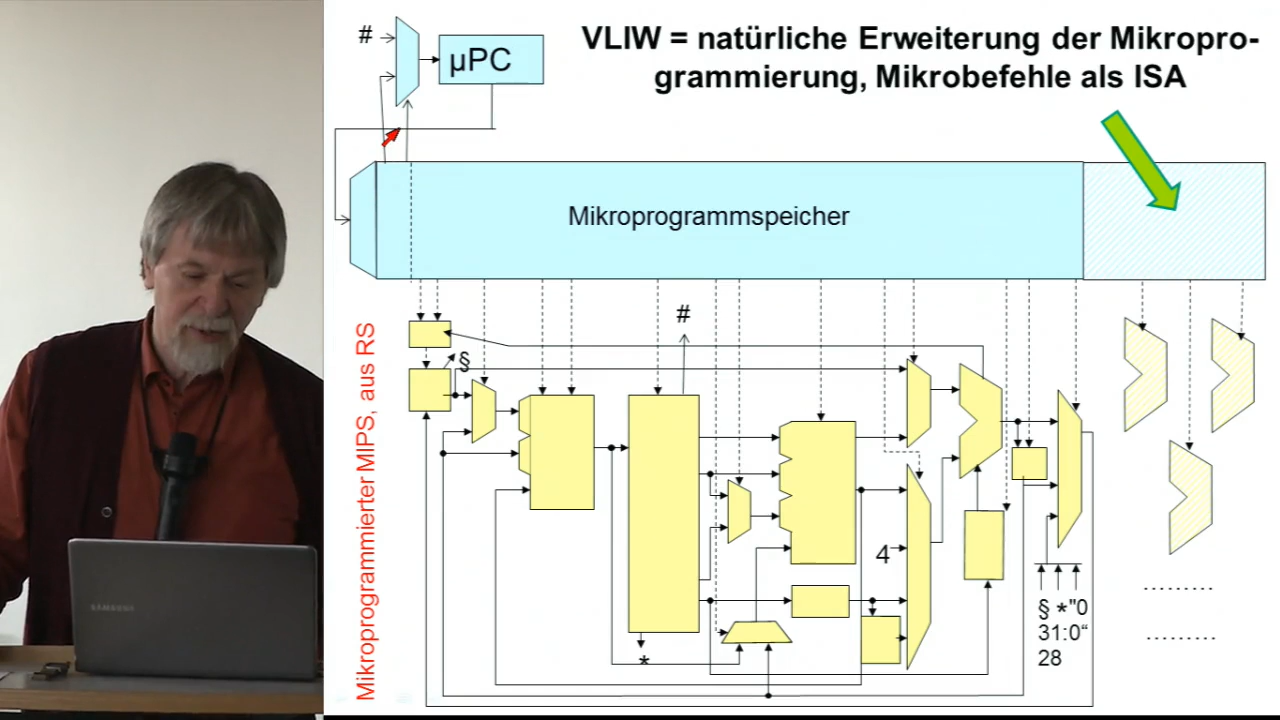 VLIW = natürliche Erweiterung der Mikropro-
grammierung, Mikrobefehle als ISA
#
µPC
Mikroprogrammspeicher
Mikroprogrammierter MIPS, aus RS
#
§
4
*
§ *"0
31:0“
28
.........
.........
SAMSUNG